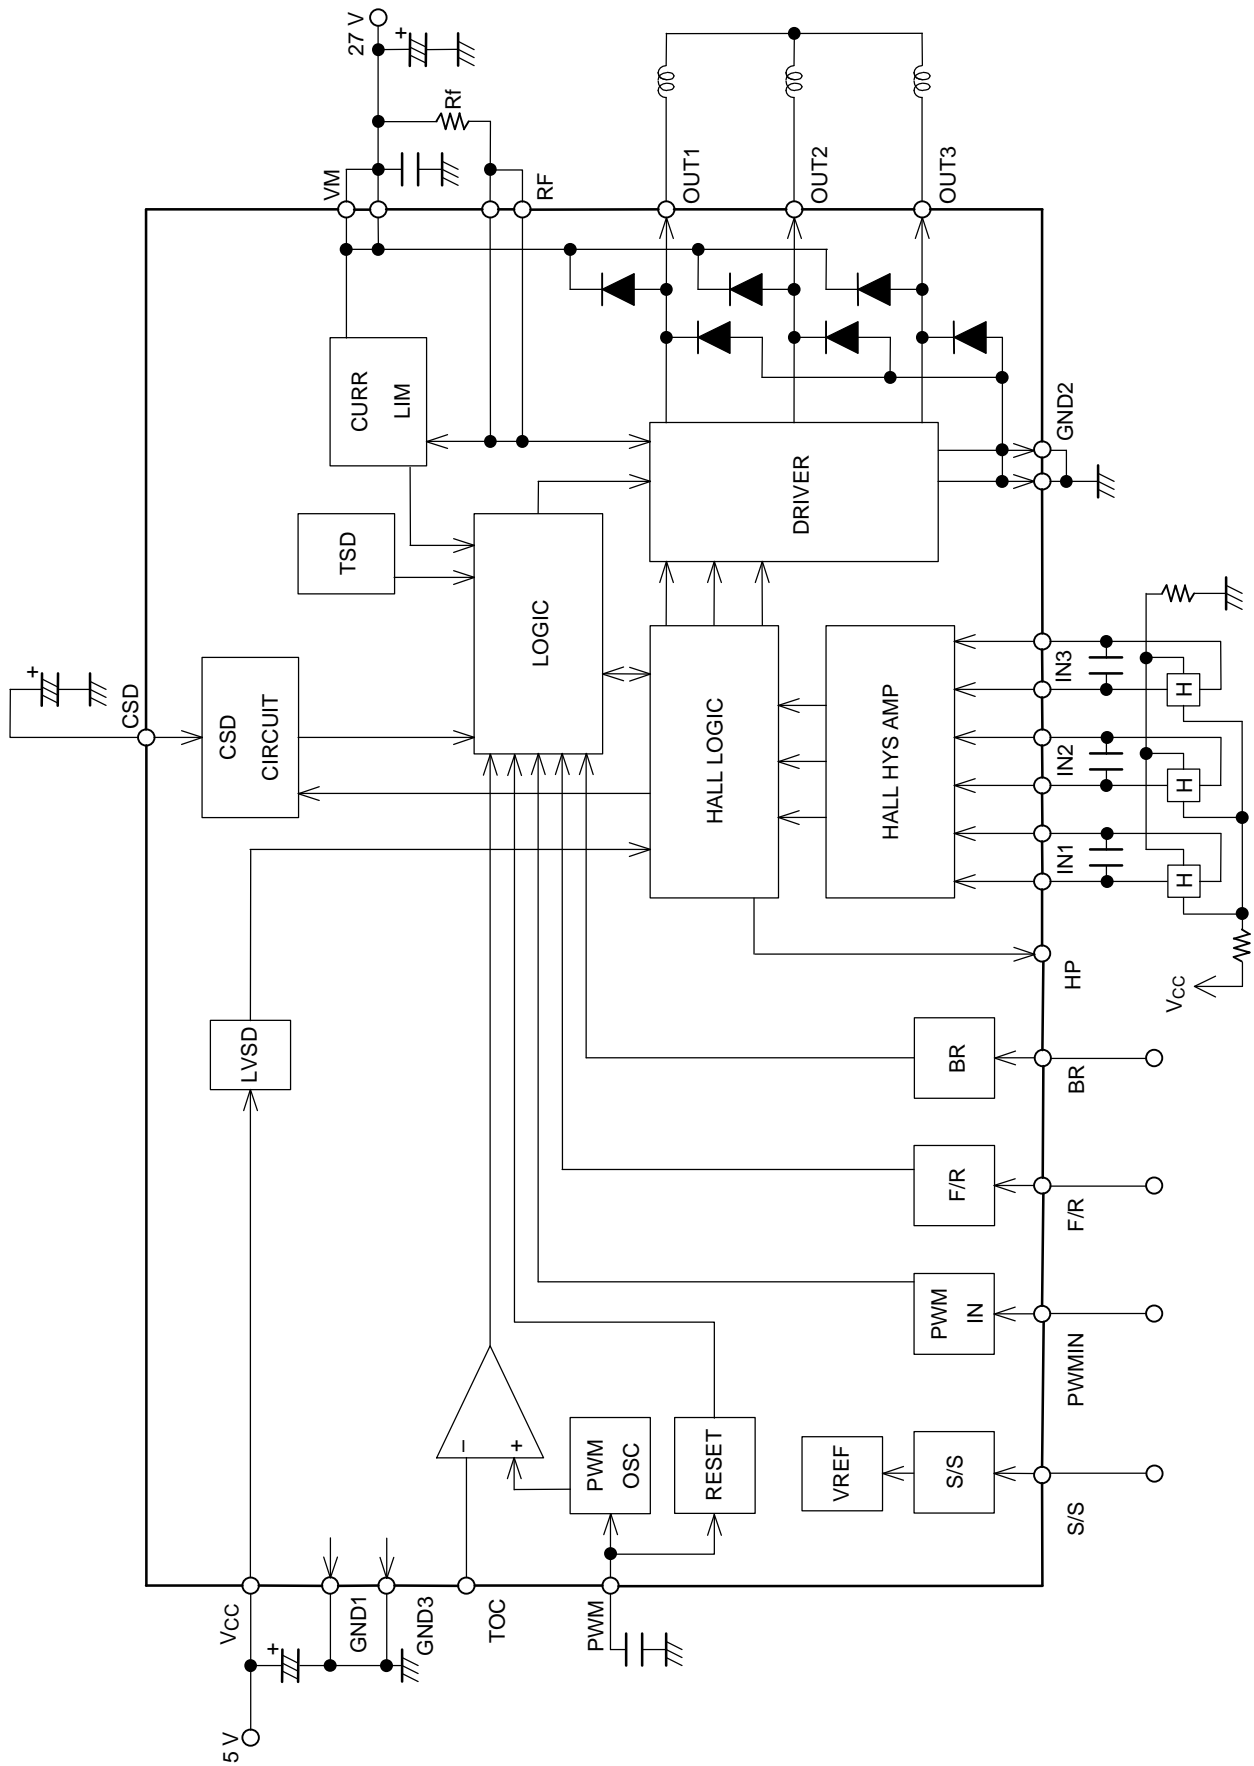 +
CSD
5 V
VCC
+
LVSD
CSD
CIRCUIT
TSD
CURR
LIM
VM
27 V
+
GND1
GND3
Rf
TOC
−
+
LOGIC
RF
PWM
PWM
OSC
RESET
HALL LOGIC
DRIVER
OUT1
OUT2
OUT3
VREF
HALL HYS AMP
S/S
PWM
IN
F/R
BR
S/S
PWMIN
F/R
BR
HP
IN1
IN2
IN3
GND2
VCC
H
H
H